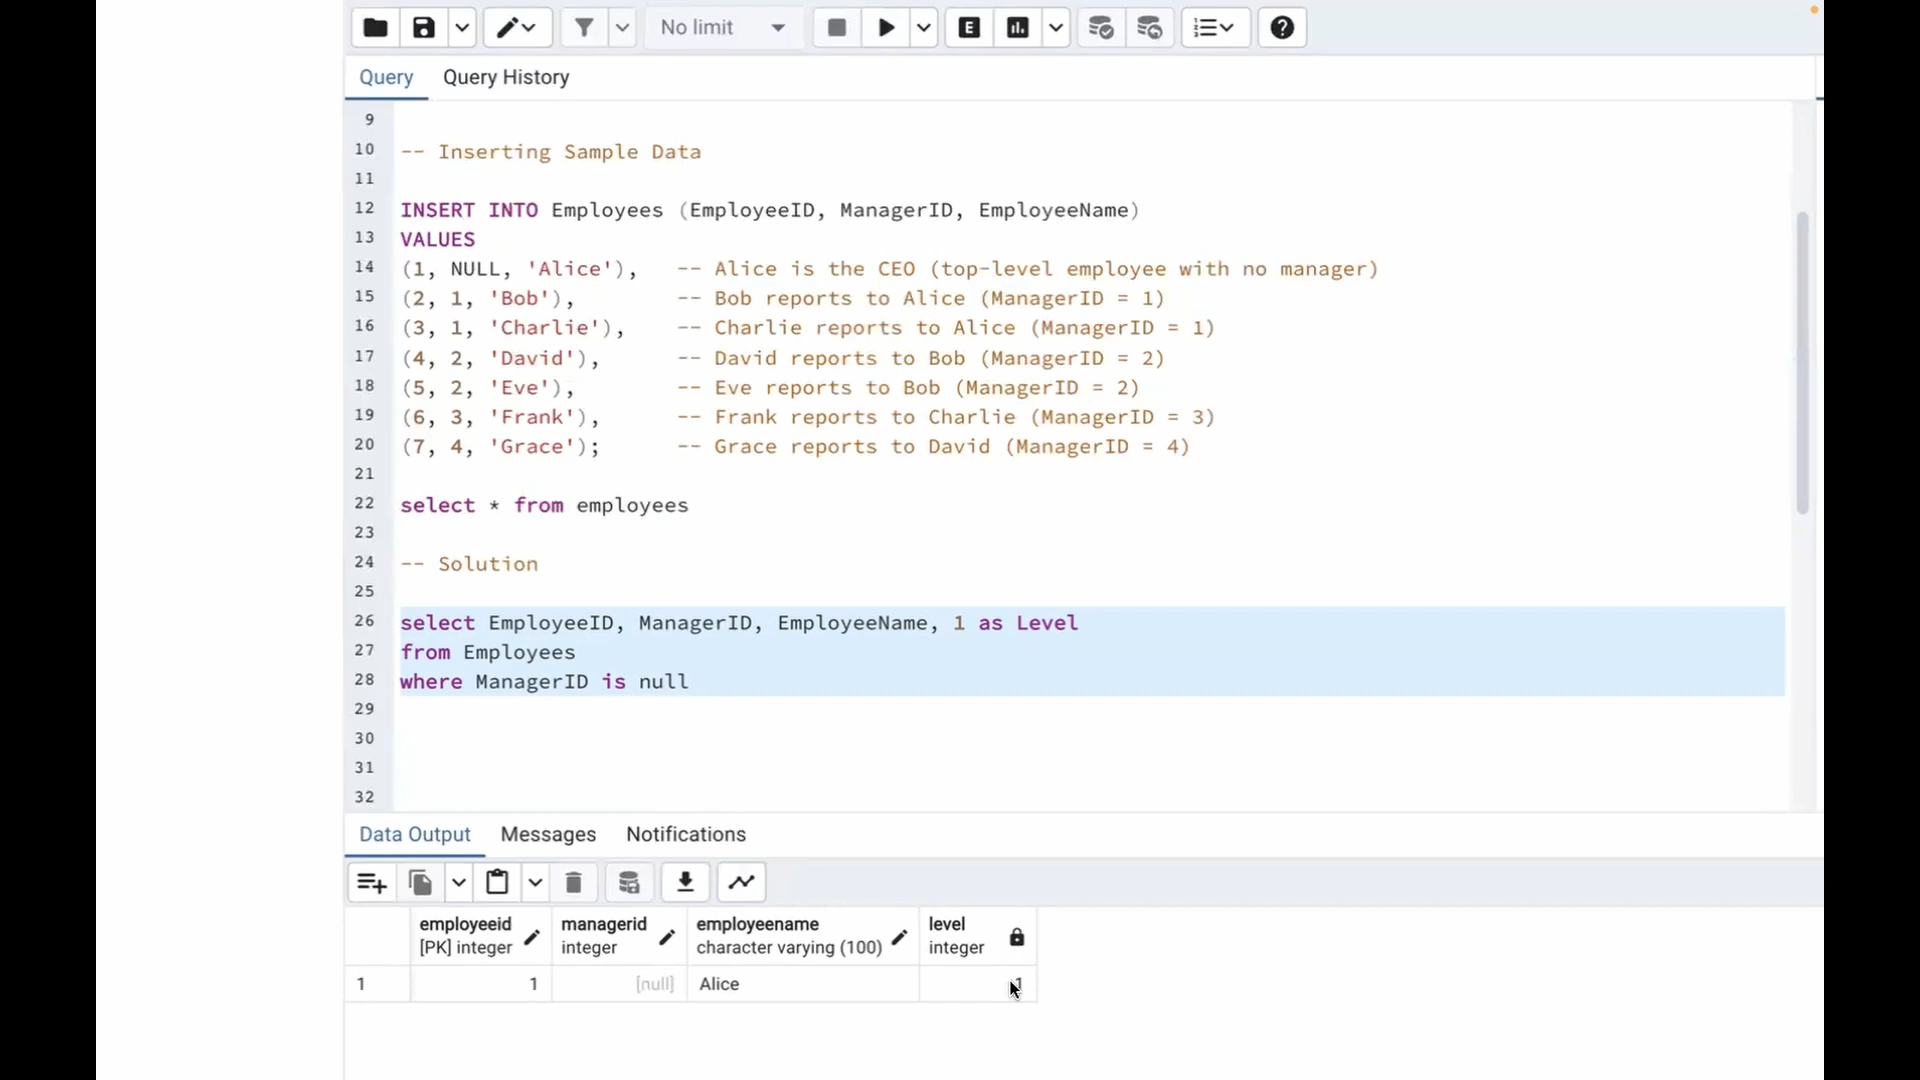 No limit
E
Query Query History
9
10 -- Inserting Sample Data
11
12 INSERT INTO Employees (EmployeeID, ManagerID, EmployeeName)
13 VALUES
14 (1, NULL, 'Alice'), -- Alice is the CEO (top-level employee with no manager)
15 (2, 1, 'Bob'), -- Bob reports to Alice (ManagerID = 1)
16 (3, 1, 'Charlie'), -- Charlie reports to Alice (ManagerID = 1)
17 (4, 2, 'David'), -- David reports to Bob (ManagerID = 2)
18 (5, 2, 'Eve'), -- Eve reports to Bob (ManagerID = 2)
19 (6, 3, 'Frank'), -- Frank reports to Charlie (ManagerID = 3)
20 (7, 4, 'Grace'); -- Grace reports to David (ManagerID = 4)
21
22 select * from employees
23
24 -- Solution
25
26 select EmployeeID, ManagerID, EmployeeName, 1 as Level
27 from Employees
28 where ManagerID is null
29
30
31
32
Data Output Messages Notifications
employeeid managerid employeename level
[PK] integer integer character varying (100) integer
1 1 [null] Alice 1